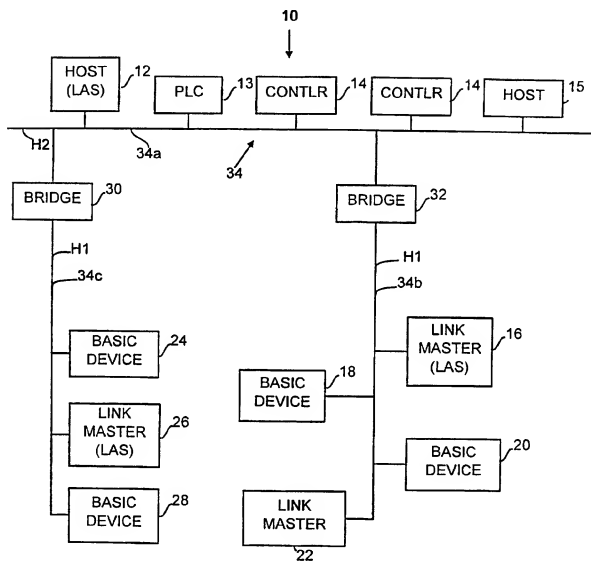 10
HOST
(LAS)
12
PLC
13
CONTLR
14
CONTLR
14
HOST
15
H2
34a
34
BRIDGE
30
BRIDGE
32
H1
34c
H1
34b
BASIC
DEVICE
24
LINK
MASTER
(LAS)
16
BASIC
DEVICE
18
LINK
MASTER
(LAS)
26
BASIC
DEVICE
20
BASIC
DEVICE
28
LINK
MASTER
22